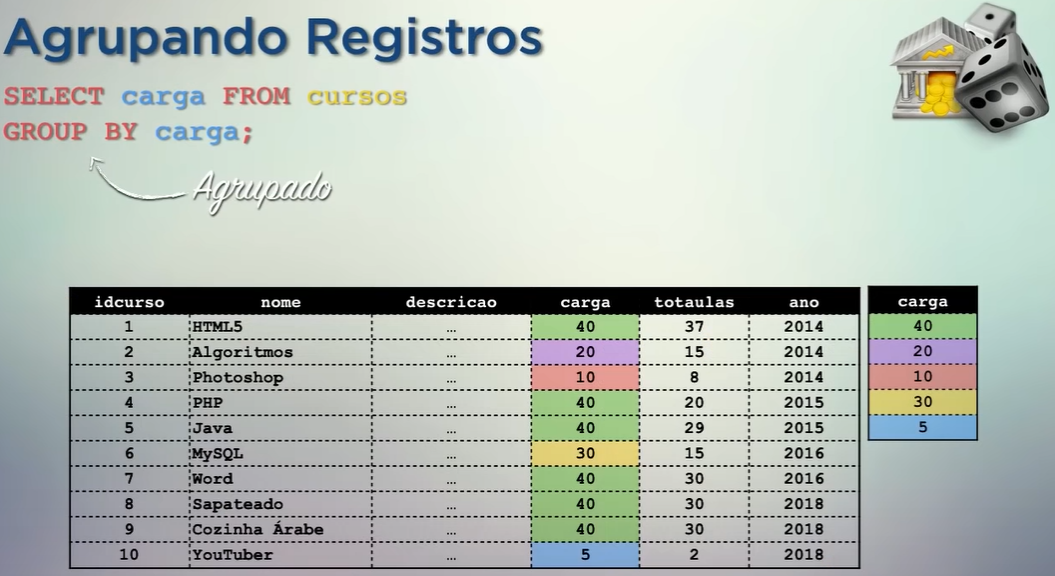 Agrupando Registros
SELECT carga FROM cursos
GROUP BY carga;
Agrupado
idcurso nome descricao carga totaulas ano
1 HTML5 … 40 37 2014
2 Algoritmos … 20 15 2014
3 Photoshop … 10 8 2014
4 PHP … 40 20 2015
5 Java … 40 29 2015
6 MySQL … 30 15 2016
7 Word … 40 30 2016
8 Sapateado … 40 30 2018
9 Cozinha Árabe … 40 30 2018
10 YouTuber … 5 2 2018
carga
40
20
10
30
5